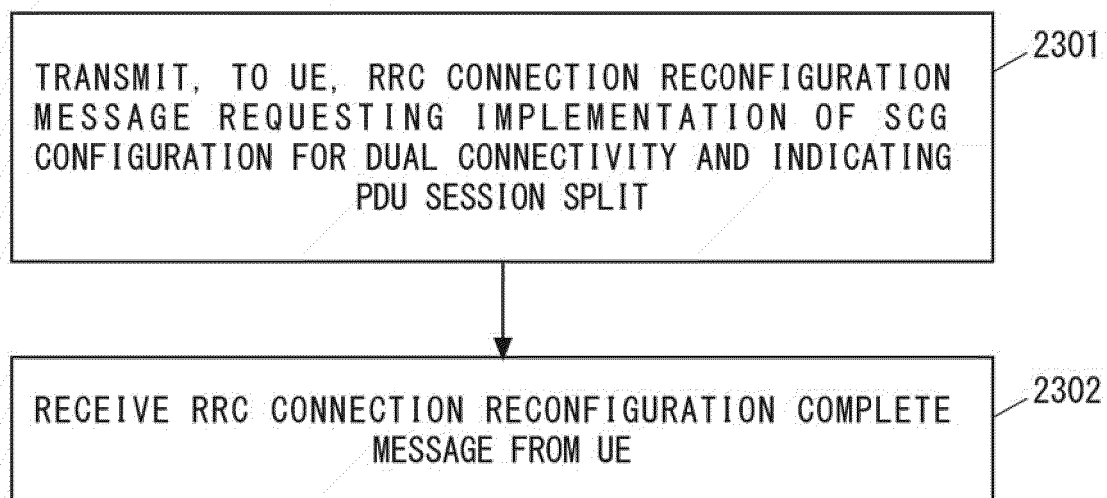 2301
TRANSMIT, TO UE, RRC CONNECTION RECONFIGURATION
MESSAGE REQUESTING IMPLEMENTATION OF SCG
CONFIGURATION FOR DUAL CONNECTIVITY AND INDICATING
PDU SESSION SPLIT
2302
RECEIVE RRC CONNECTION RECONFIGURATION COMPLETE
MESSAGE FROM UE